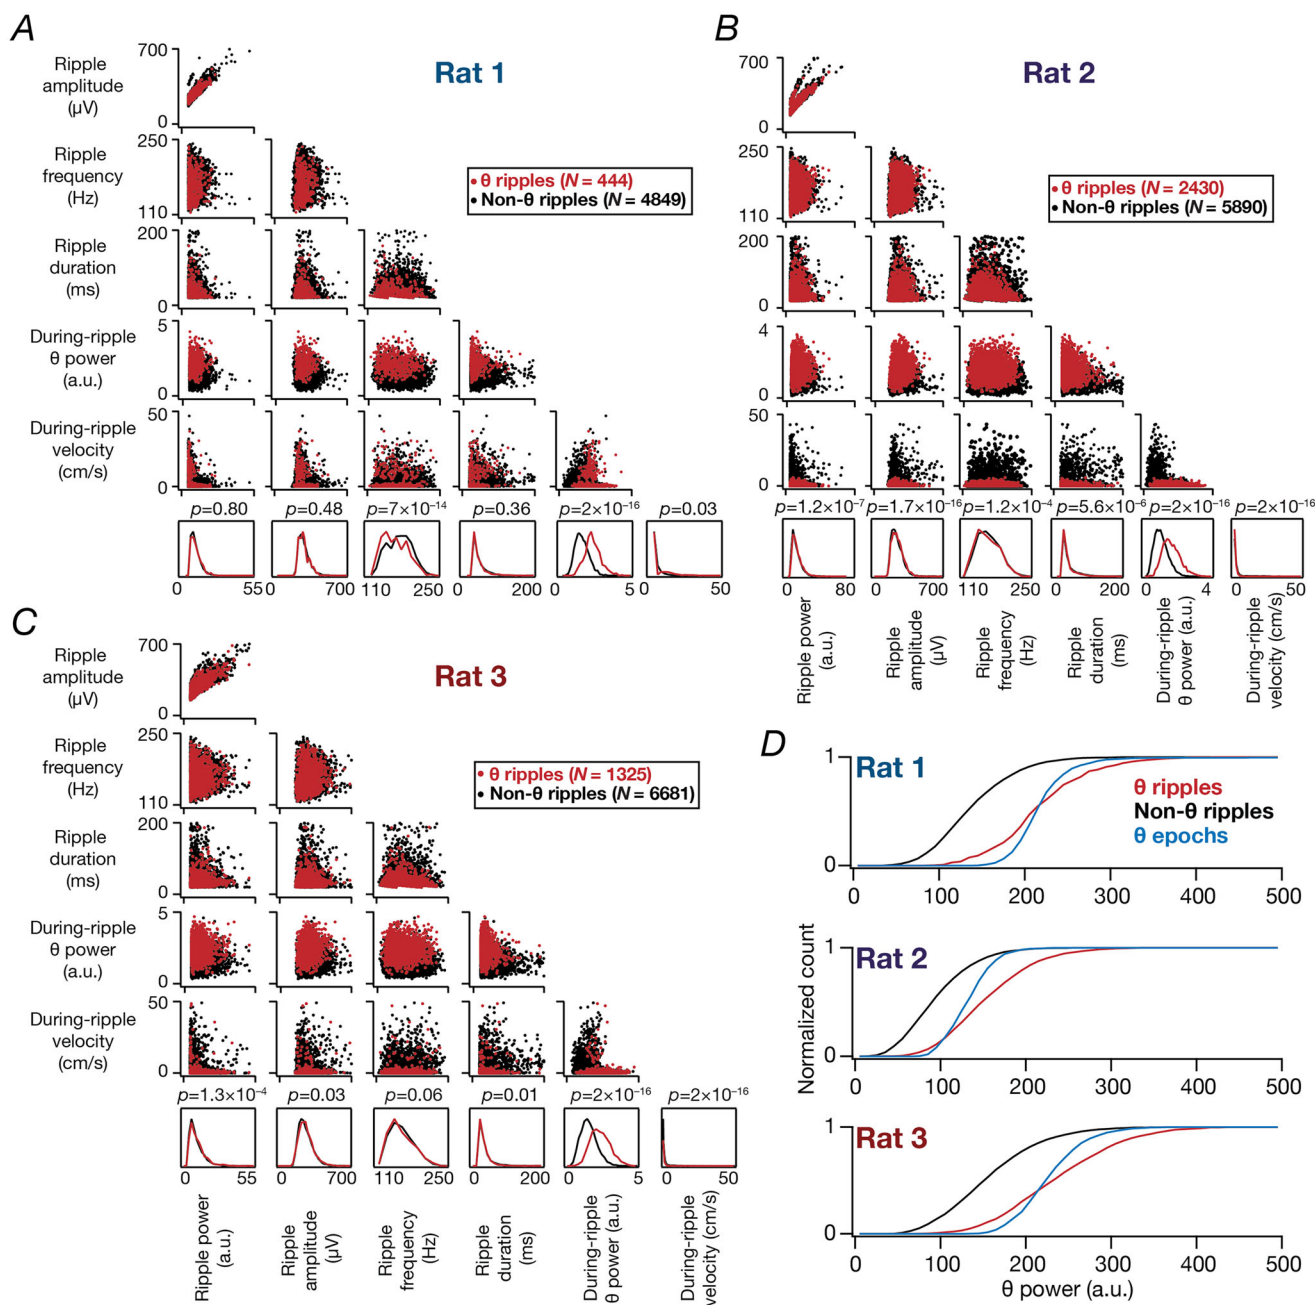 A
Rat 1
Ripple
amplitude
(μV)
700
0
Ripple
frequency
(Hz)
250
110
θ ripples (N = 444)
Non-θ ripples (N = 4849)
Ripple
duration
(ms)
200
0
During-ripple
θ power
(a.u.)
5
0
During-ripple
velocity
(cm/s)
50
0
p=0.80 p=0.48 p=7×10⁻¹⁴ p=0.36 p=2×10⁻¹⁶ p=0.03
0 55 0 700 110 250 0 200 0 5 0 50
B
Rat 2
700
0
250
110
θ ripples (N = 2430)
Non-θ ripples (N = 5890)
200
0
4
0
50
0
p=1.2×10⁻⁷ p=1.7×10⁻¹⁶ p=1.2×10⁻⁴ p=5.6×10⁻⁶ p=2×10⁻¹⁶ p=2×10⁻¹⁶
0 80 0 700 110 250 0 200 0 4 0 50
Ripple power
(a.u.)
Ripple
amplitude
(μV)
Ripple
frequency
(Hz)
Ripple
duration
(ms)
During-ripple
θ power (a.u.)
During-ripple
velocity (cm/s)
C
Rat 3
Ripple
amplitude
(μV)
700
0
Ripple
frequency
(Hz)
250
110
θ ripples (N = 1325)
Non-θ ripples (N = 6681)
Ripple
duration
(ms)
200
0
During-ripple
θ power
(a.u.)
5
0
During-ripple
velocity
(cm/s)
50
0
p=1.3×10⁻⁴ p=0.03 p=0.06 p=0.01 p=2×10⁻¹⁶ p=2×10⁻¹⁶
0 55 0 700 110 250 0 200 0 5 0 50
Ripple power
(a.u.)
Ripple
amplitude
(μV)
Ripple
frequency
(Hz)
Ripple
duration
(ms)
During-ripple
θ power (a.u.)
During-ripple
velocity (cm/s)
D
1
Rat 1
θ ripples
Non-θ ripples
θ epochs
1
0 100 200 300 400 500
1
Rat 2
1
0 100 200 300 400 500
1
Rat 3
1
0 100 200 300 400 500
Normalized count
θ power (a.u.)